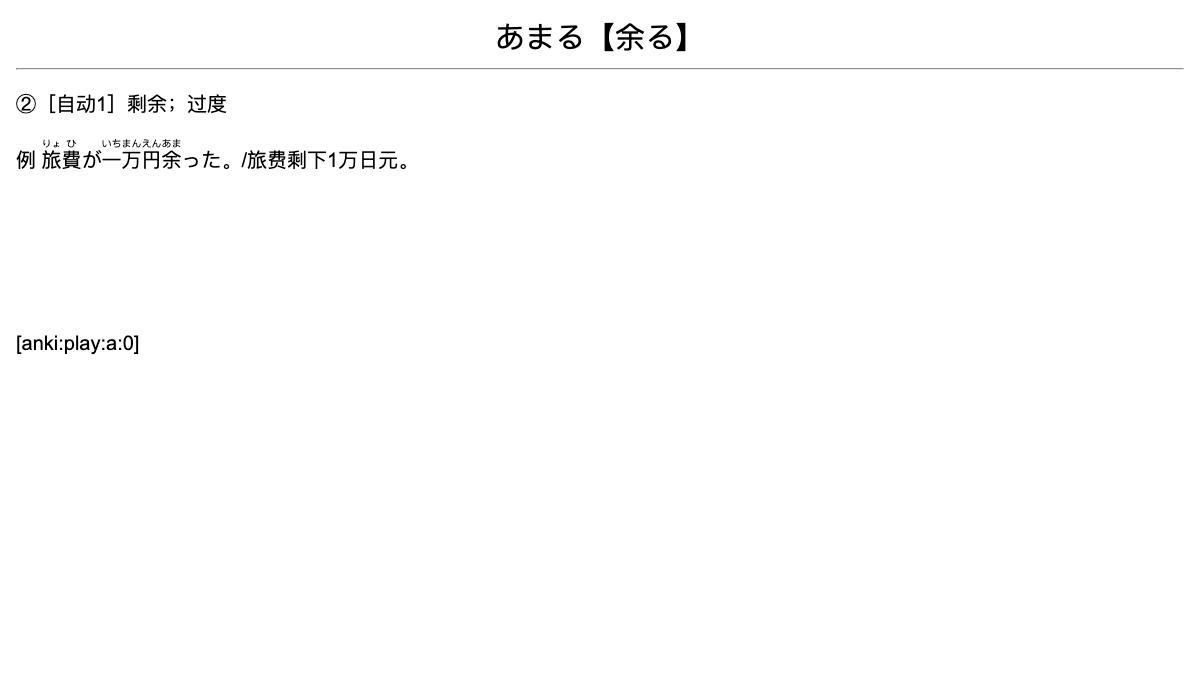 あまる【余る】
②［自动1］剩余；过度
りょ ひ いちまんえんあま
例 旅費が一万円余った。/旅费剩下1万日元。
[anki:play:a:0]